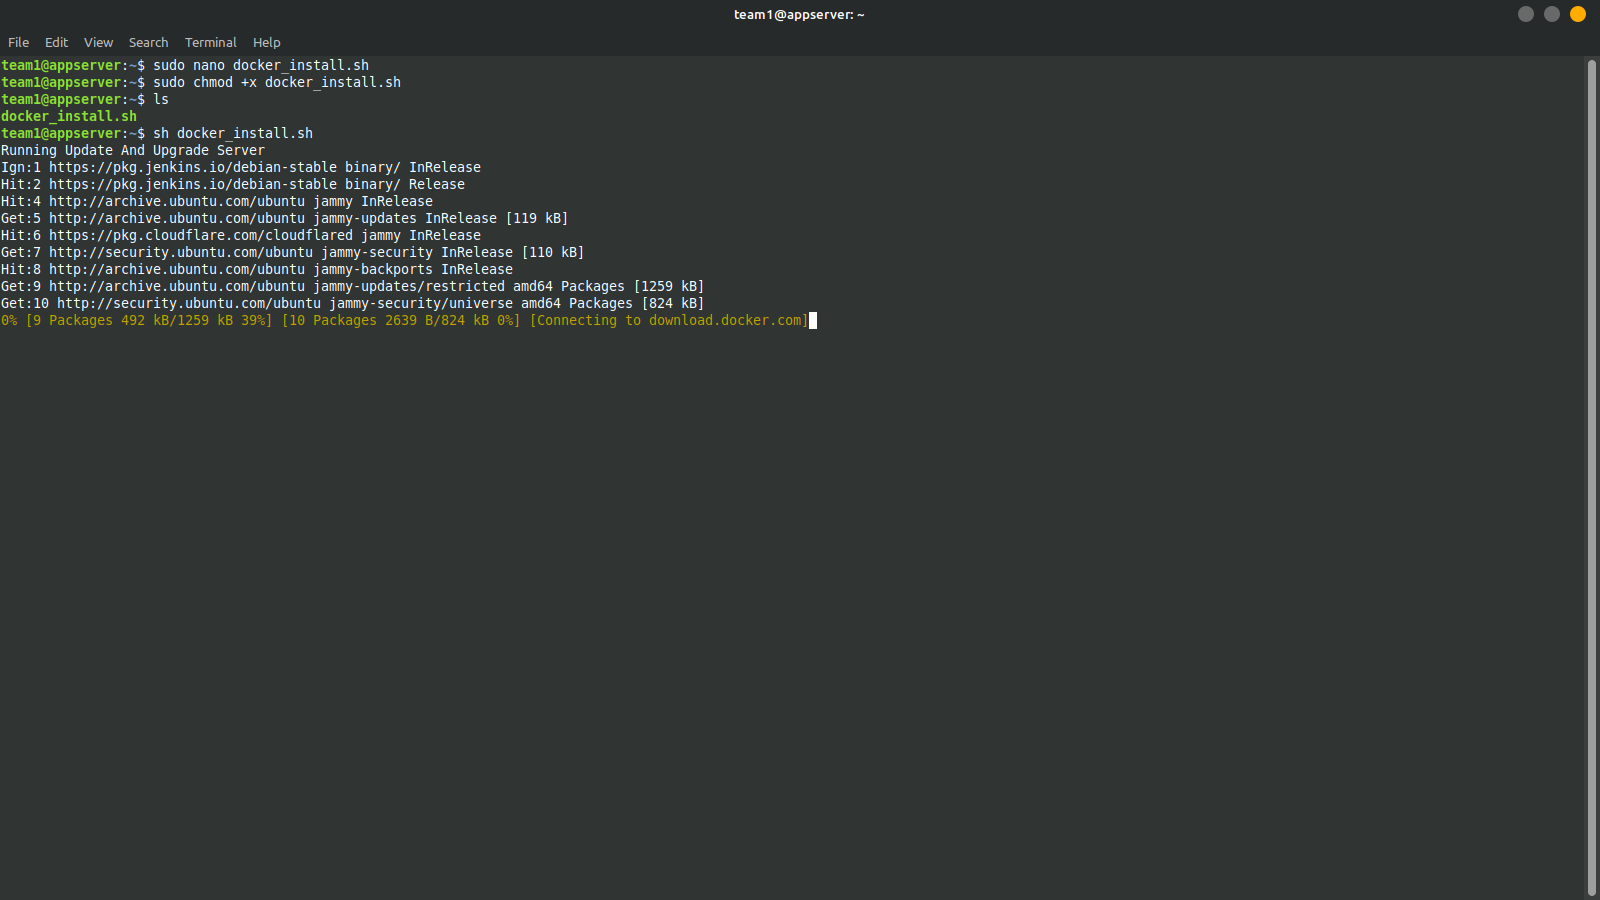 team1@appserver: ~
File Edit View Search Terminal Help
team1@appserver:~$ sudo nano docker_install.sh
team1@appserver:~$ sudo chmod +x docker_install.sh
team1@appserver:~$ ls
docker_install.sh
team1@appserver:~$ sh docker_install.sh
Running Update And Upgrade Server
Ign:1 https://pkg.jenkins.io/debian-stable binary/ InRelease
Hit:2 https://pkg.jenkins.io/debian-stable binary/ Release
Hit:4 http://archive.ubuntu.com/ubuntu jammy InRelease
Get:5 http://archive.ubuntu.com/ubuntu jammy-updates InRelease [119 kB]
Hit:6 https://pkg.cloudflare.com/cloudflared jammy InRelease
Get:7 http://security.ubuntu.com/ubuntu jammy-security InRelease [110 kB]
Hit:8 http://archive.ubuntu.com/ubuntu jammy-backports InRelease
Get:9 http://archive.ubuntu.com/ubuntu jammy-updates/restricted amd64 Packages [1259 kB]
Get:10 http://security.ubuntu.com/ubuntu jammy-security/universe amd64 Packages [824 kB]
0% [9 Packages 492 kB/1259 kB 39%] [10 Packages 2639 B/824 kB 0%] [Connecting to download.docker.com]